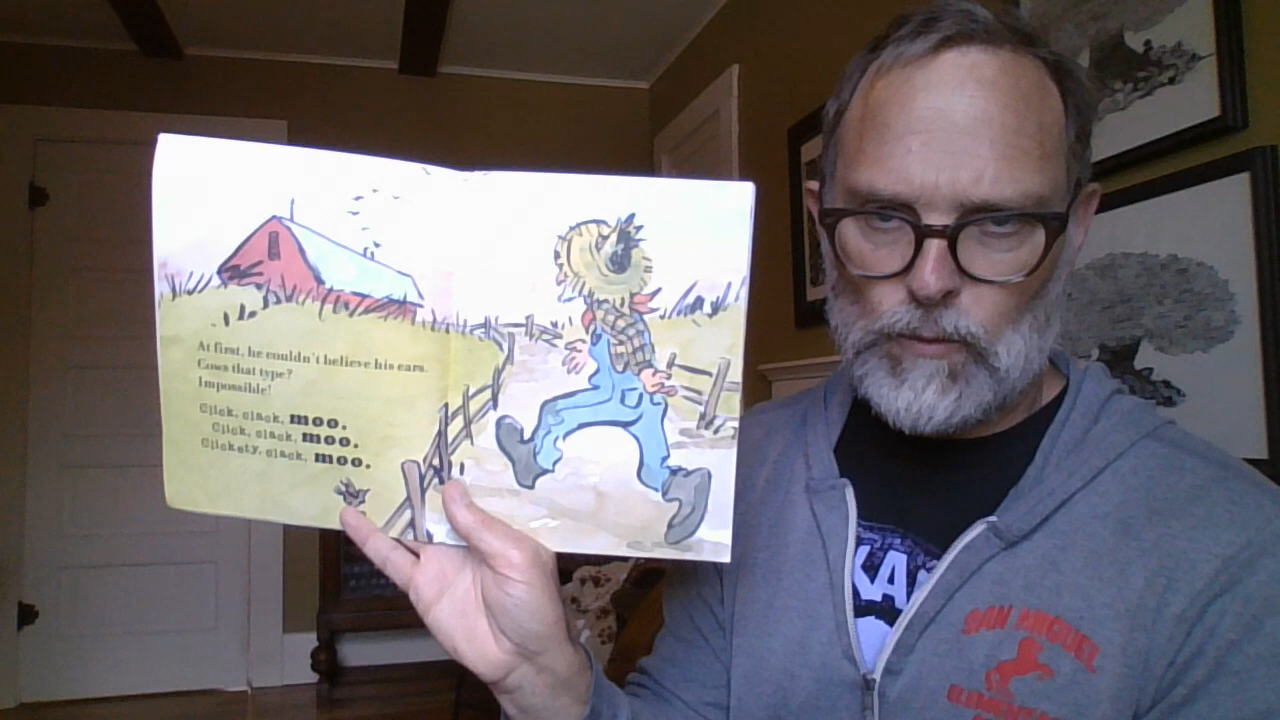 At first, he couldn't believe his ears.
Cows that type?
Impossible!
Click, clack, moo.
Click, clack, moo.
Clickety, clack, moo.
SAN MIGUEL